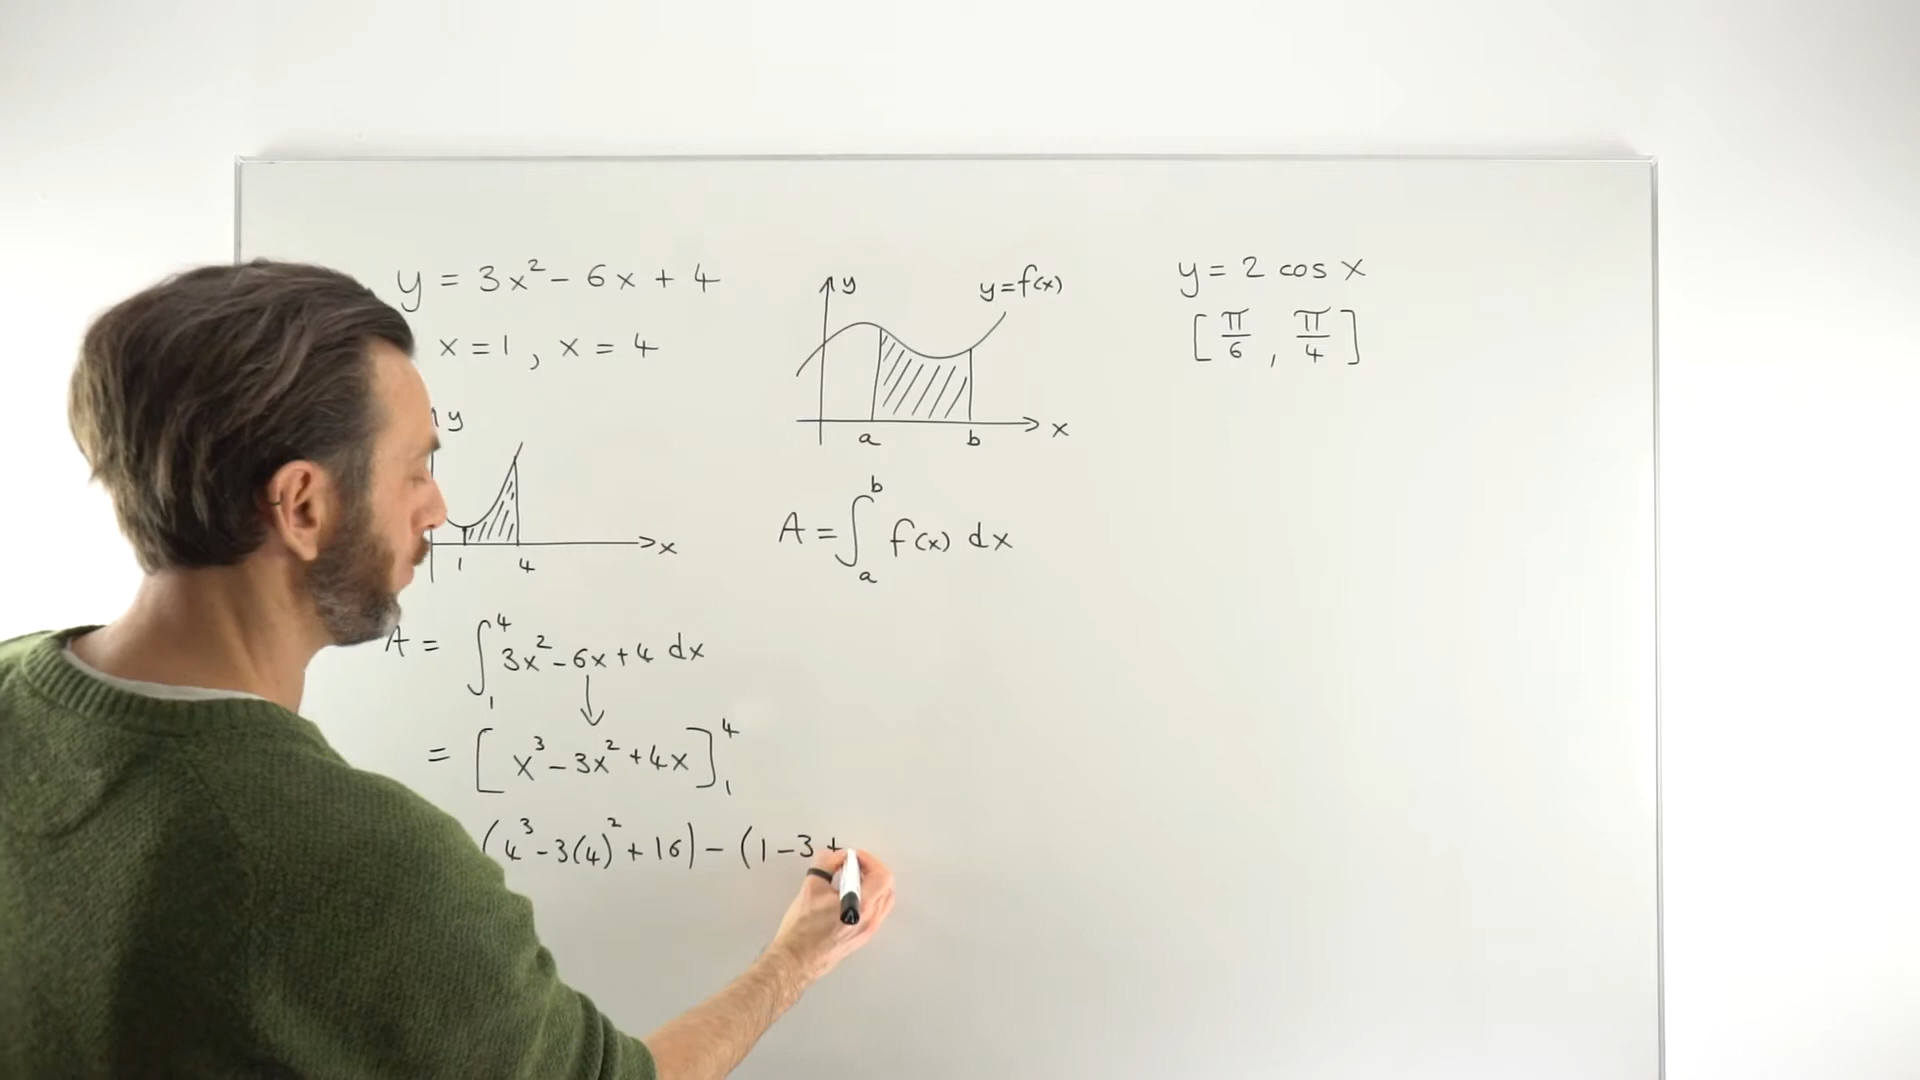 y = 3x² - 6x + 4
x = 1 , x = 4
y
x
1 4
A = ∫₁⁴ 3x² - 6x + 4 dx
= [ x³ - 3x² + 4x ]₁⁴
(4³ - 3(4)² + 16) - (1 - 3 +
y
y = f(x)
x
a b
A = ∫ₐᵇ f(x) dx
y = 2 cos x
[ π/6 , π/4 ]